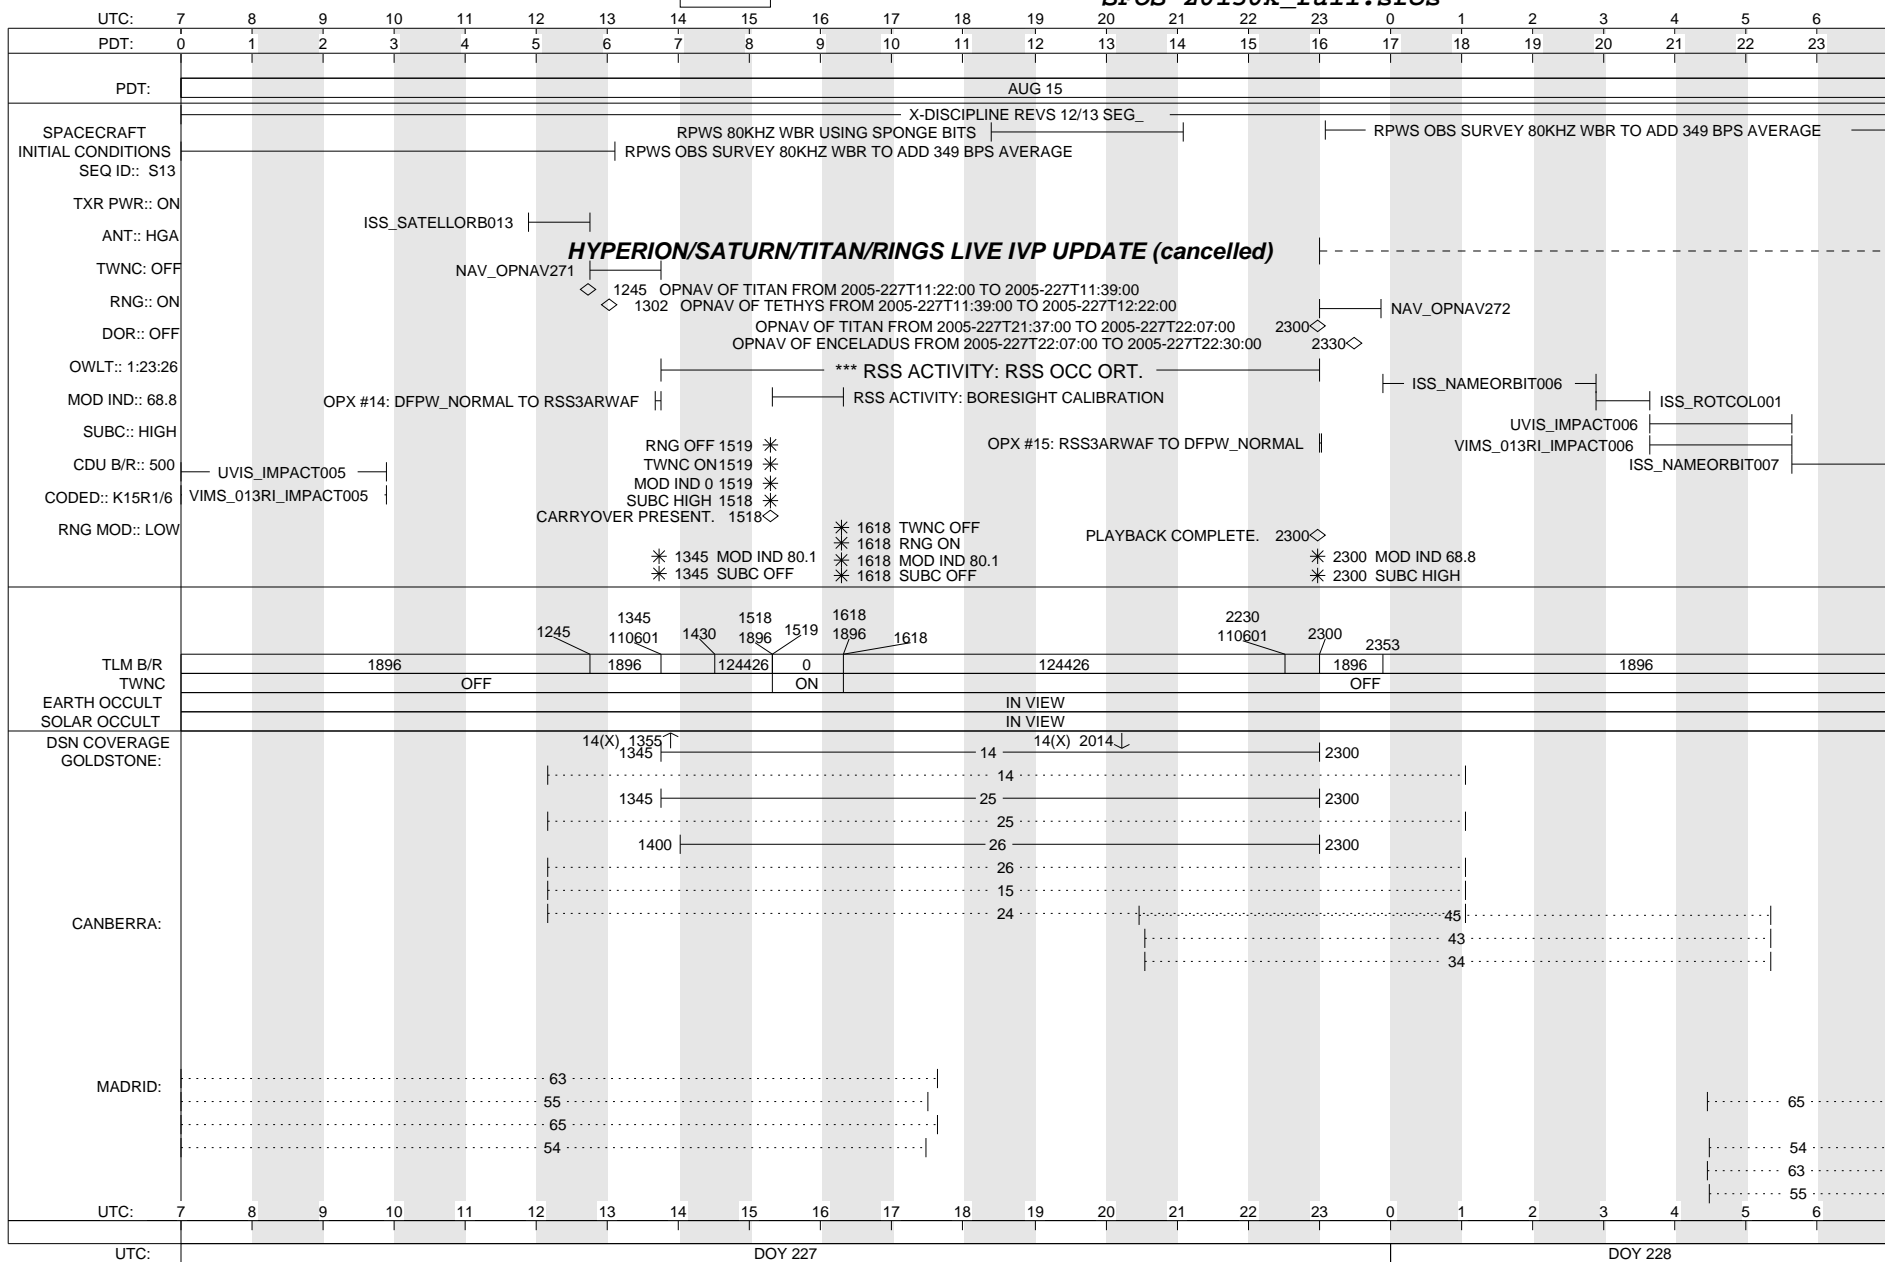 SFOS 20150k_full.sfos
UTC: 7 8 9 10 11 12 13 14 15 16 17 18 19 20 21 22 23 0 1 2 3 4 5 6
PDT: 0 1 2 3 4 5 6 7 8 9 10 11 12 13 14 15 16 17 18 19 20 21 22 23
PDT: AUG 15
X-DISCIPLINE REVS 12/13 SEG_
SPACECRAFT RPWS 80KHZ WBR USING SPONGE BITS RPWS OBS SURVEY 80KHZ WBR TO ADD 349 BPS AVERAGE
INITIAL CONDITIONS RPWS OBS SURVEY 80KHZ WBR TO ADD 349 BPS AVERAGE
SEQ ID:: S13
TXR PWR:: ON
ISS_SATELLORB013
ANT:: HGA
HYPERION/SATURN/TITAN/RINGS LIVE IVP UPDATE (cancelled)
TWNC: OFF NAV_OPNAV271
1245 OPNAV OF TITAN FROM 2005-227T11:22:00 TO 2005-227T11:39:00
RNG:: ON 1302 OPNAV OF TETHYS FROM 2005-227T11:39:00 TO 2005-227T12:22:00 NAV_OPNAV272
OPNAV OF TITAN FROM 2005-227T21:37:00 TO 2005-227T22:07:00 2300
DOR:: OFF
OPNAV OF ENCELADUS FROM 2005-227T22:07:00 TO 2005-227T22:30:00 2330
OWLT:: 1:23:26 *** RSS ACTIVITY: RSS OCC ORT.
ISS_NAMEORBIT006
MOD IND:: 68.8 OPX #14: DFPW_NORMAL TO RSS3ARWAF RSS ACTIVITY: BORESIGHT CALIBRATION ISS_ROTCOL001
UVIS_IMPACT006
SUBC:: HIGH
RNG OFF 1519 OPX #15: RSS3ARWAF TO DFPW_NORMAL VIMS_013RI_IMPACT006
CDU B/R:: 500 UVIS_IMPACT005 TWNC ON1519 ISS_NAMEORBIT007
MOD IND 0 1519
CODED:: K15R1/6 VIMS_013RI_IMPACT005 SUBC HIGH 1518
CARRYOVER PRESENT. 1518
RNG MOD:: LOW 1618 TWNC OFF PLAYBACK COMPLETE. 2300
1618 RNG ON
1345 MOD IND 80.1 1618 MOD IND 80.1 2300 MOD IND 68.8
1345 SUBC OFF 1618 SUBC OFF 2300 SUBC HIGH
1345 1518 1618 2230
1245 110601 1430 1896 1519 1896 1618 110601 2300
2353
TLM B/R 1896 1896 124426 0 124426 1896 1896
TWNC OFF ON OFF
EARTH OCCULT IN VIEW
SOLAR OCCULT IN VIEW
DSN COVERAGE 14(X) 1355 14(X) 2014
GOLDSTONE: 1345 14 2300
14
1345 25 2300
25
1400 26 2300
26
15
24 45
CANBERRA:
43
34
63
MADRID:
55 65
65
54 54
63
55
UTC: 7 8 9 10 11 12 13 14 15 16 17 18 19 20 21 22 23 0 1 2 3 4 5 6
UTC: DOY 227 DOY 228